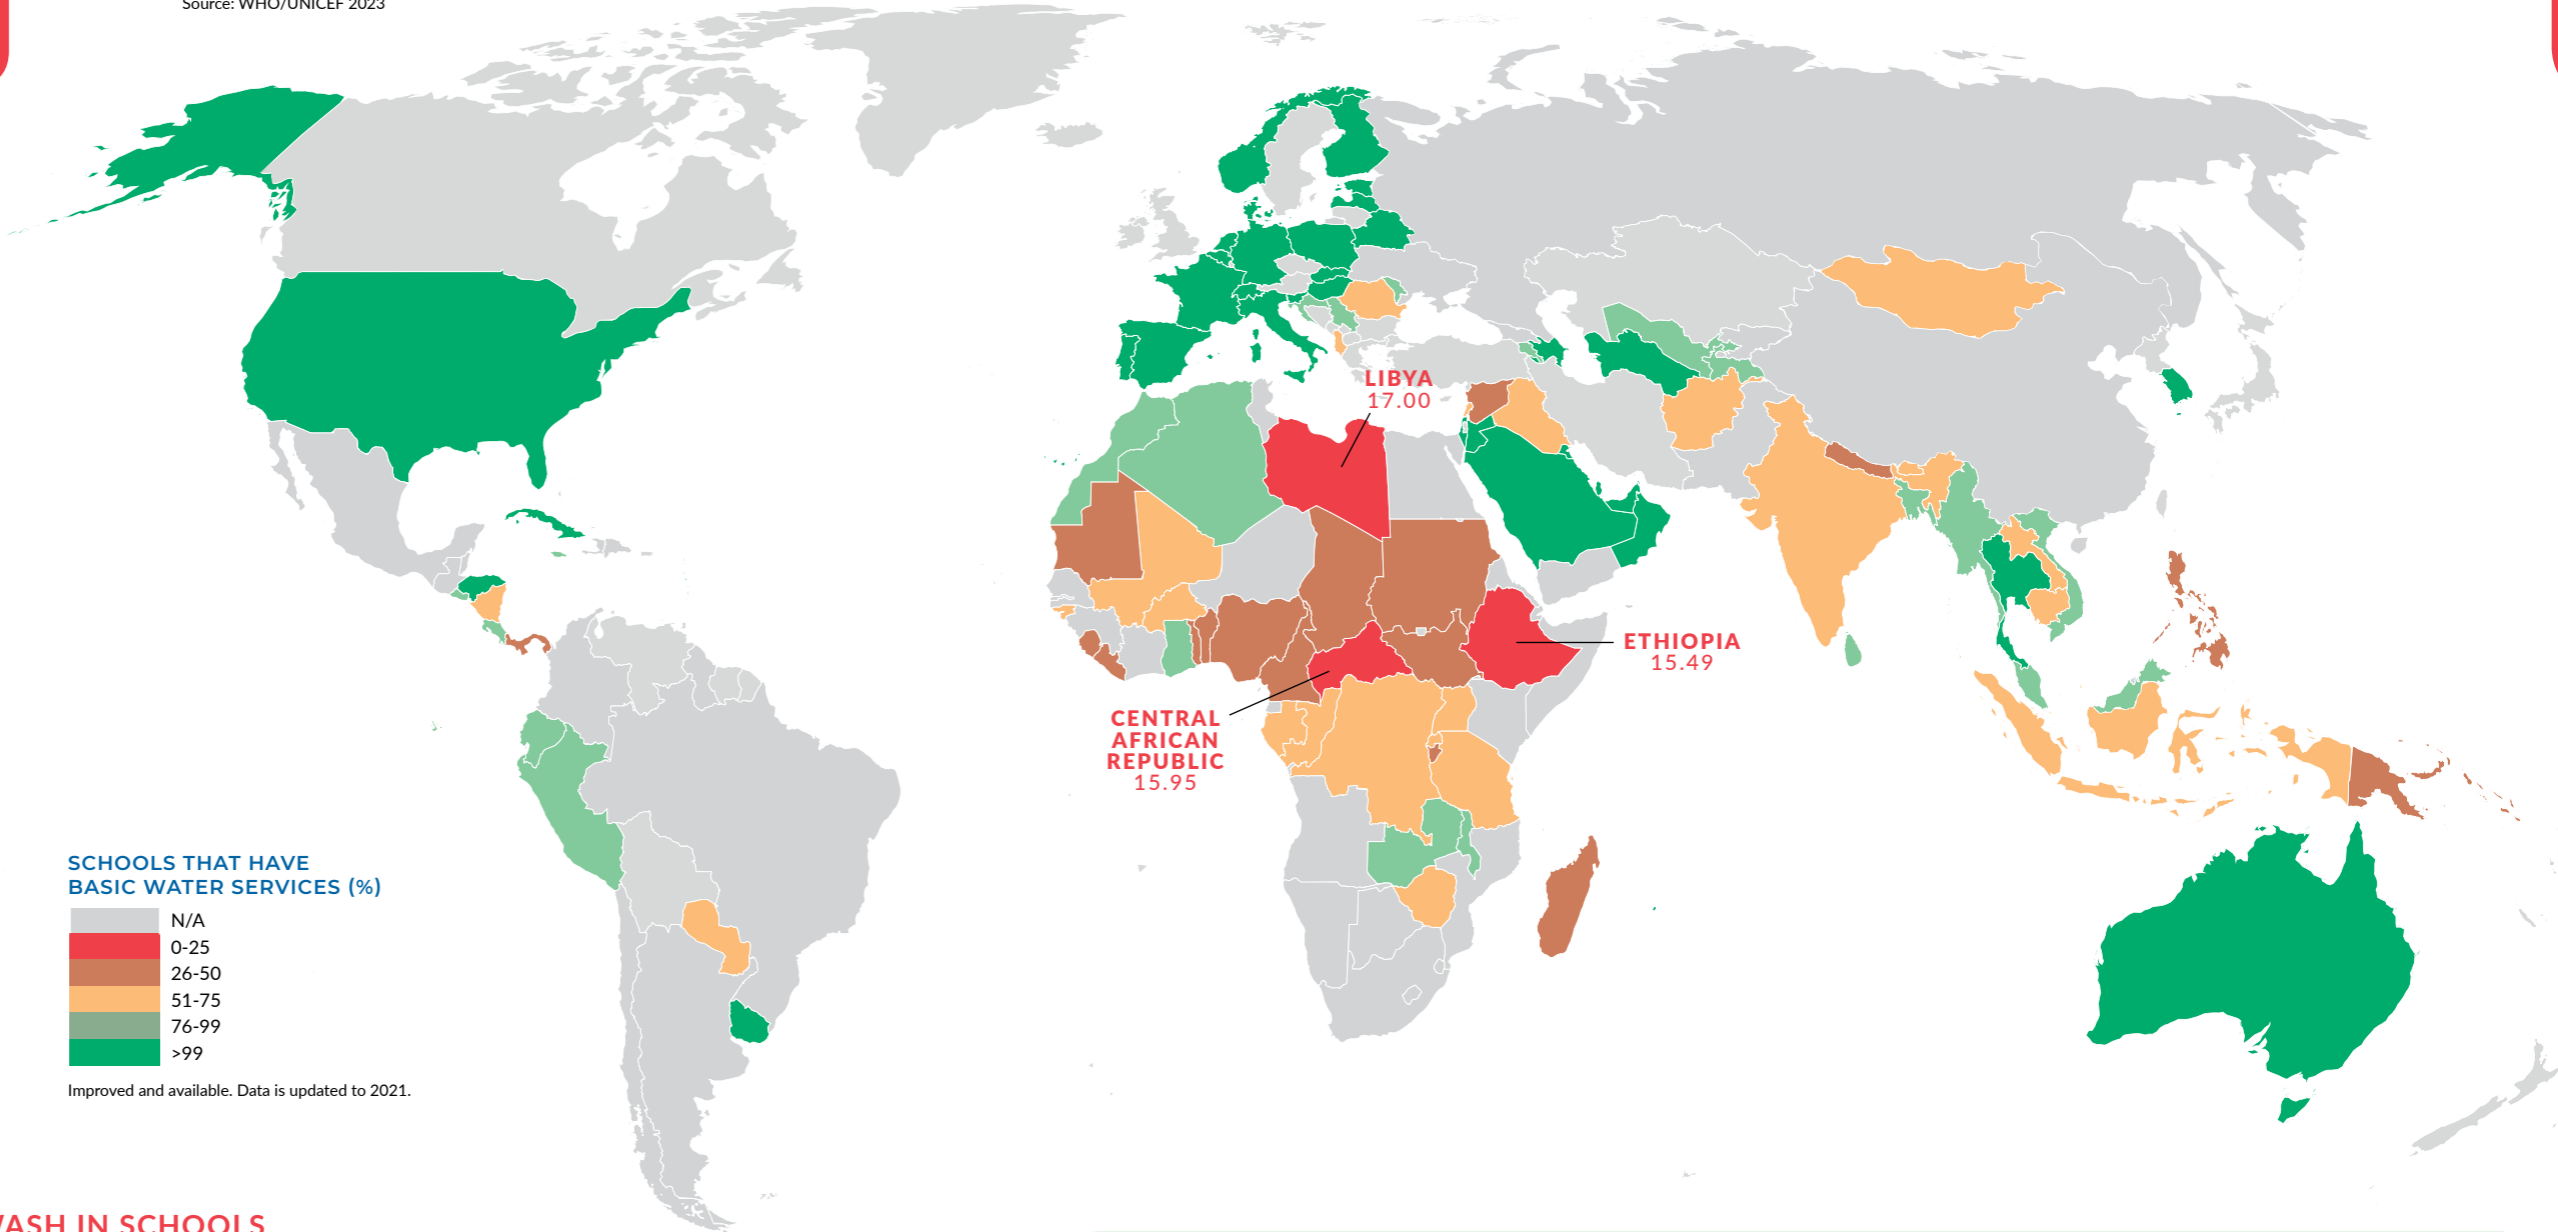 Source: WHO/UNICEF 2023
LIBYA
17.00
ETHIOPIA
15.49
CENTRAL
AFRICAN
REPUBLIC
15.95
SCHOOLS THAT HAVE
BASIC WATER SERVICES (%)
N/A
0-25
26-50
51-75
76-99
>99
Improved and available. Data is updated to 2021.
IN SCHOOLS